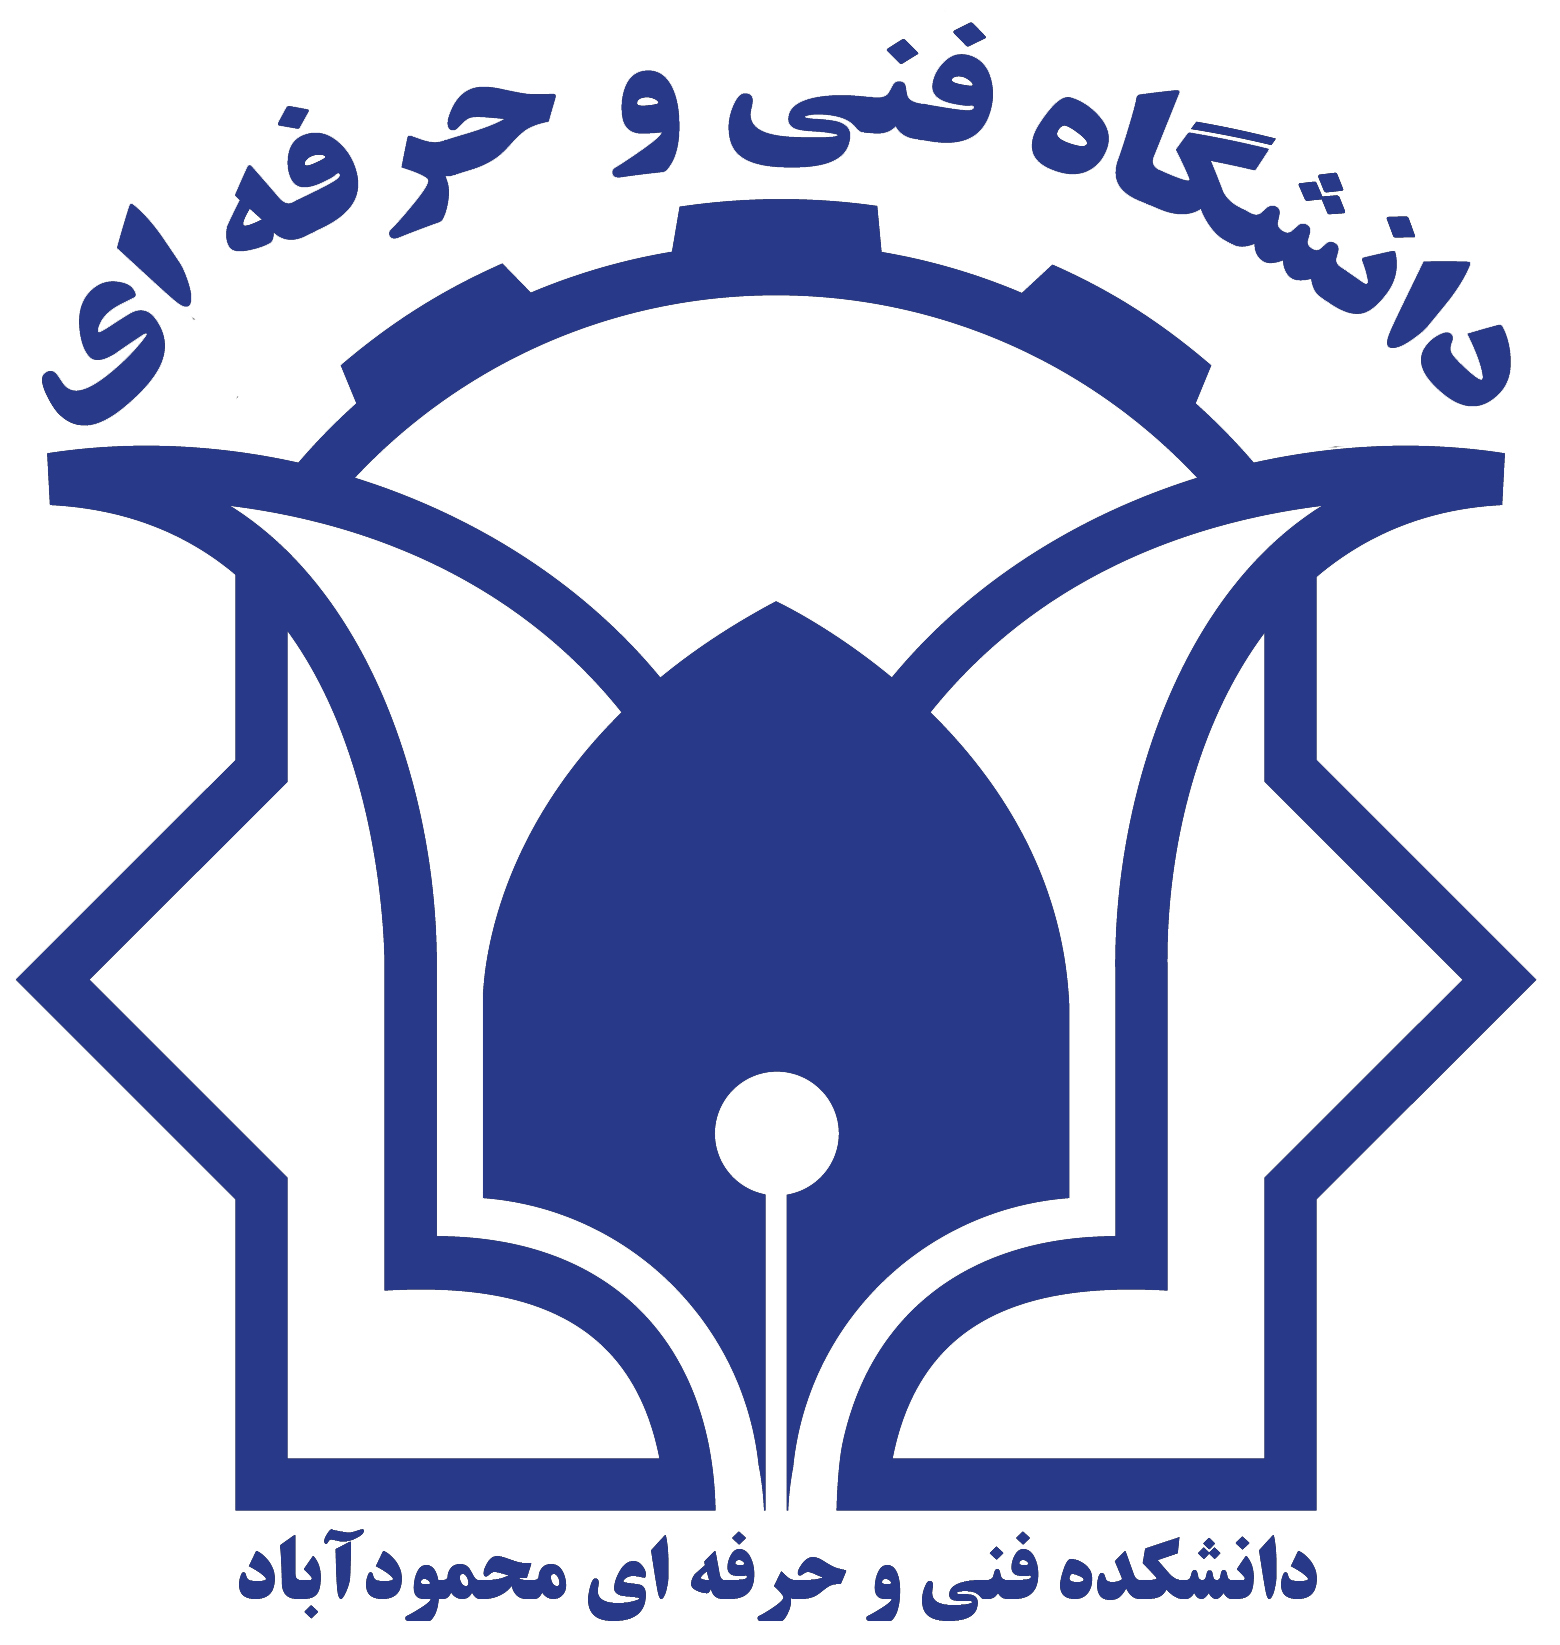 دانشگاه فنی و حرفه ای
دانشکده فنی و حرفه ای محمودآباد